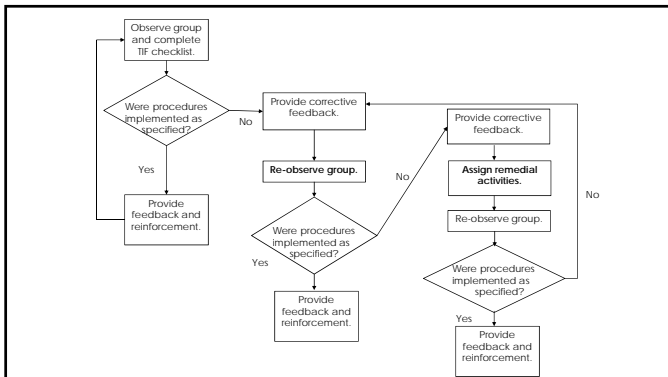 Observe group
and complete
TIF checklist.
Were procedures
implemented as
specified?
No
Yes
Provide
feedback and
reinforcement.
Provide corrective
feedback.
Re-observe group.
Were procedures
implemented as
specified?
No
Yes
Provide
feedback and
reinforcement.
Provide corrective
feedback.
Assign remedial
activities.
Re-observe group.
Were procedures
implemented as
specified?
No
Yes
Provide
feedback and
reinforcement.